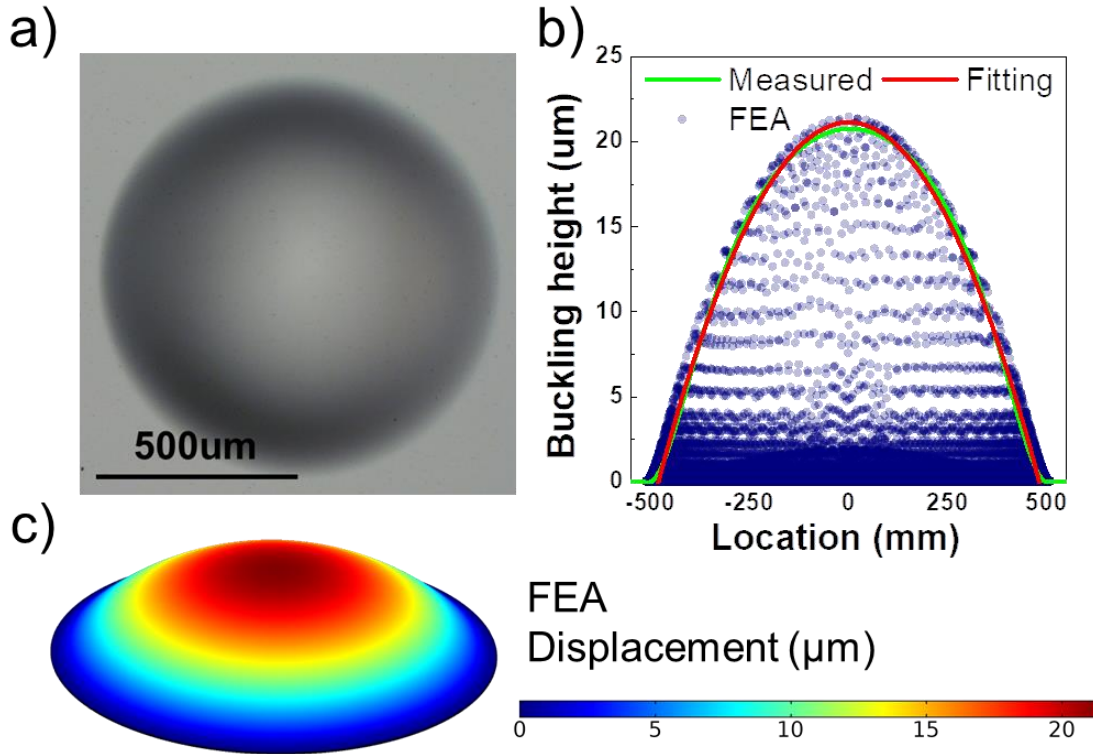 a)
500um
b)
Buckling height (um)
25
20
15
10
5
0
Measured
Fitting
FEA
-500 -250 0 250 500
Location (mm)
c)
FEA
Displacement (μm)
0 5 10 15 20